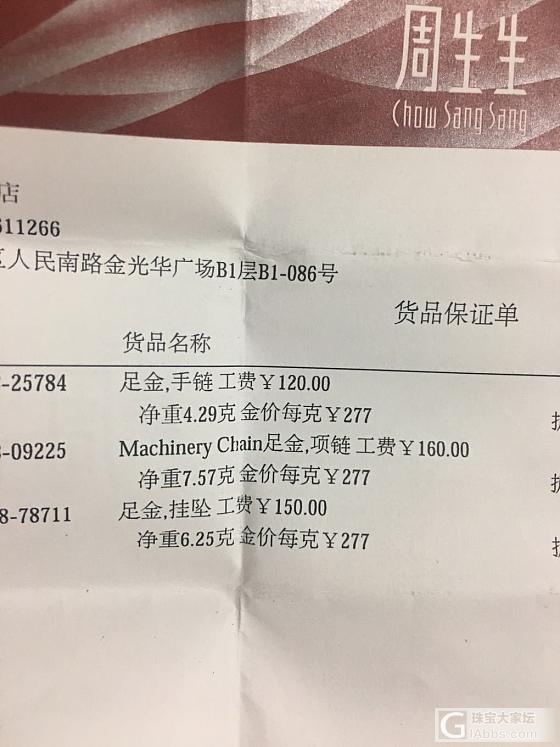 周生生
Chow Sang Sang
店
611266
区人民南路金光华广场B1层B1-086号
货品保证单
货品名称
-25784 足金,手链 工费￥120.00
净重4.29克 金价每克￥277
-09225 Machinery Chain足金,项链 工费￥160.00
净重7.57克 金价每克￥277
8-78711 足金,挂坠 工费￥150.00
净重6.25克 金价每克￥277
珠宝大家坛
GIAbbs.com